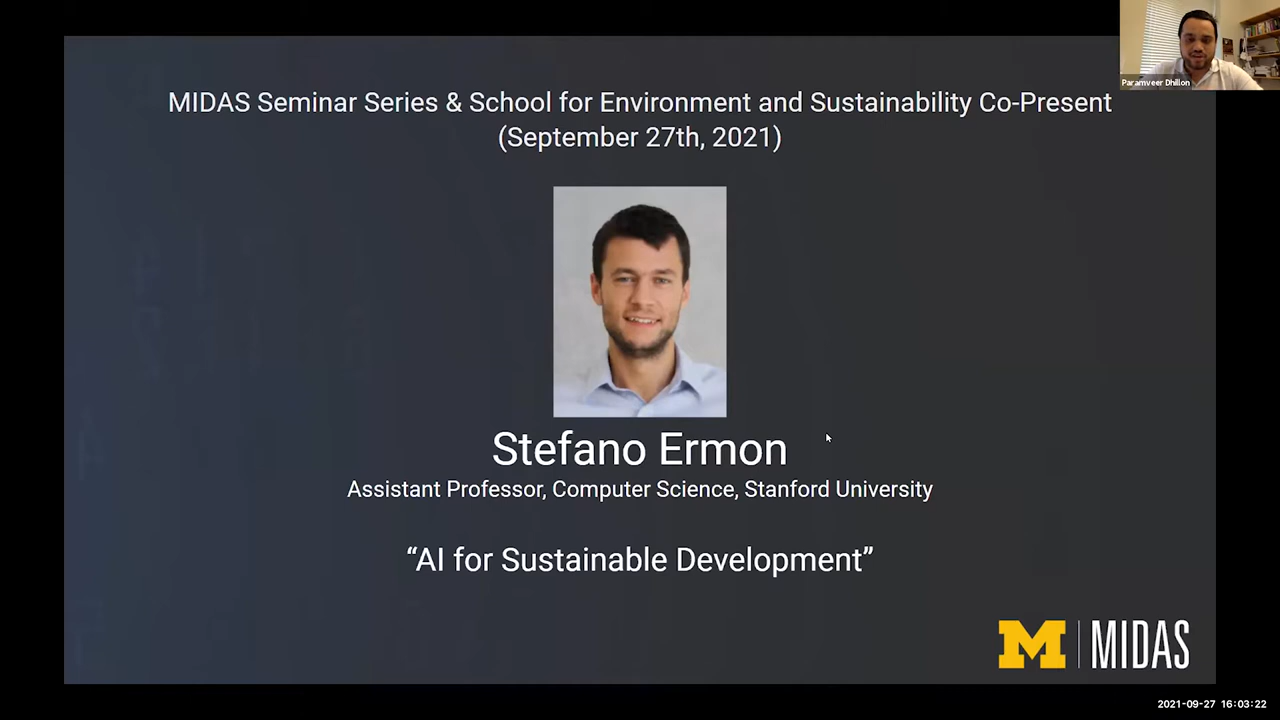 Paramveer Dhillon
MIDAS Seminar Series & School for Environment and Sustainability Co-Present
(September 27th, 2021)
Stefano Ermon
Assistant Professor, Computer Science, Stanford University
“AI for Sustainable Development”
M | MIDAS
2021-09-27 16:03:22